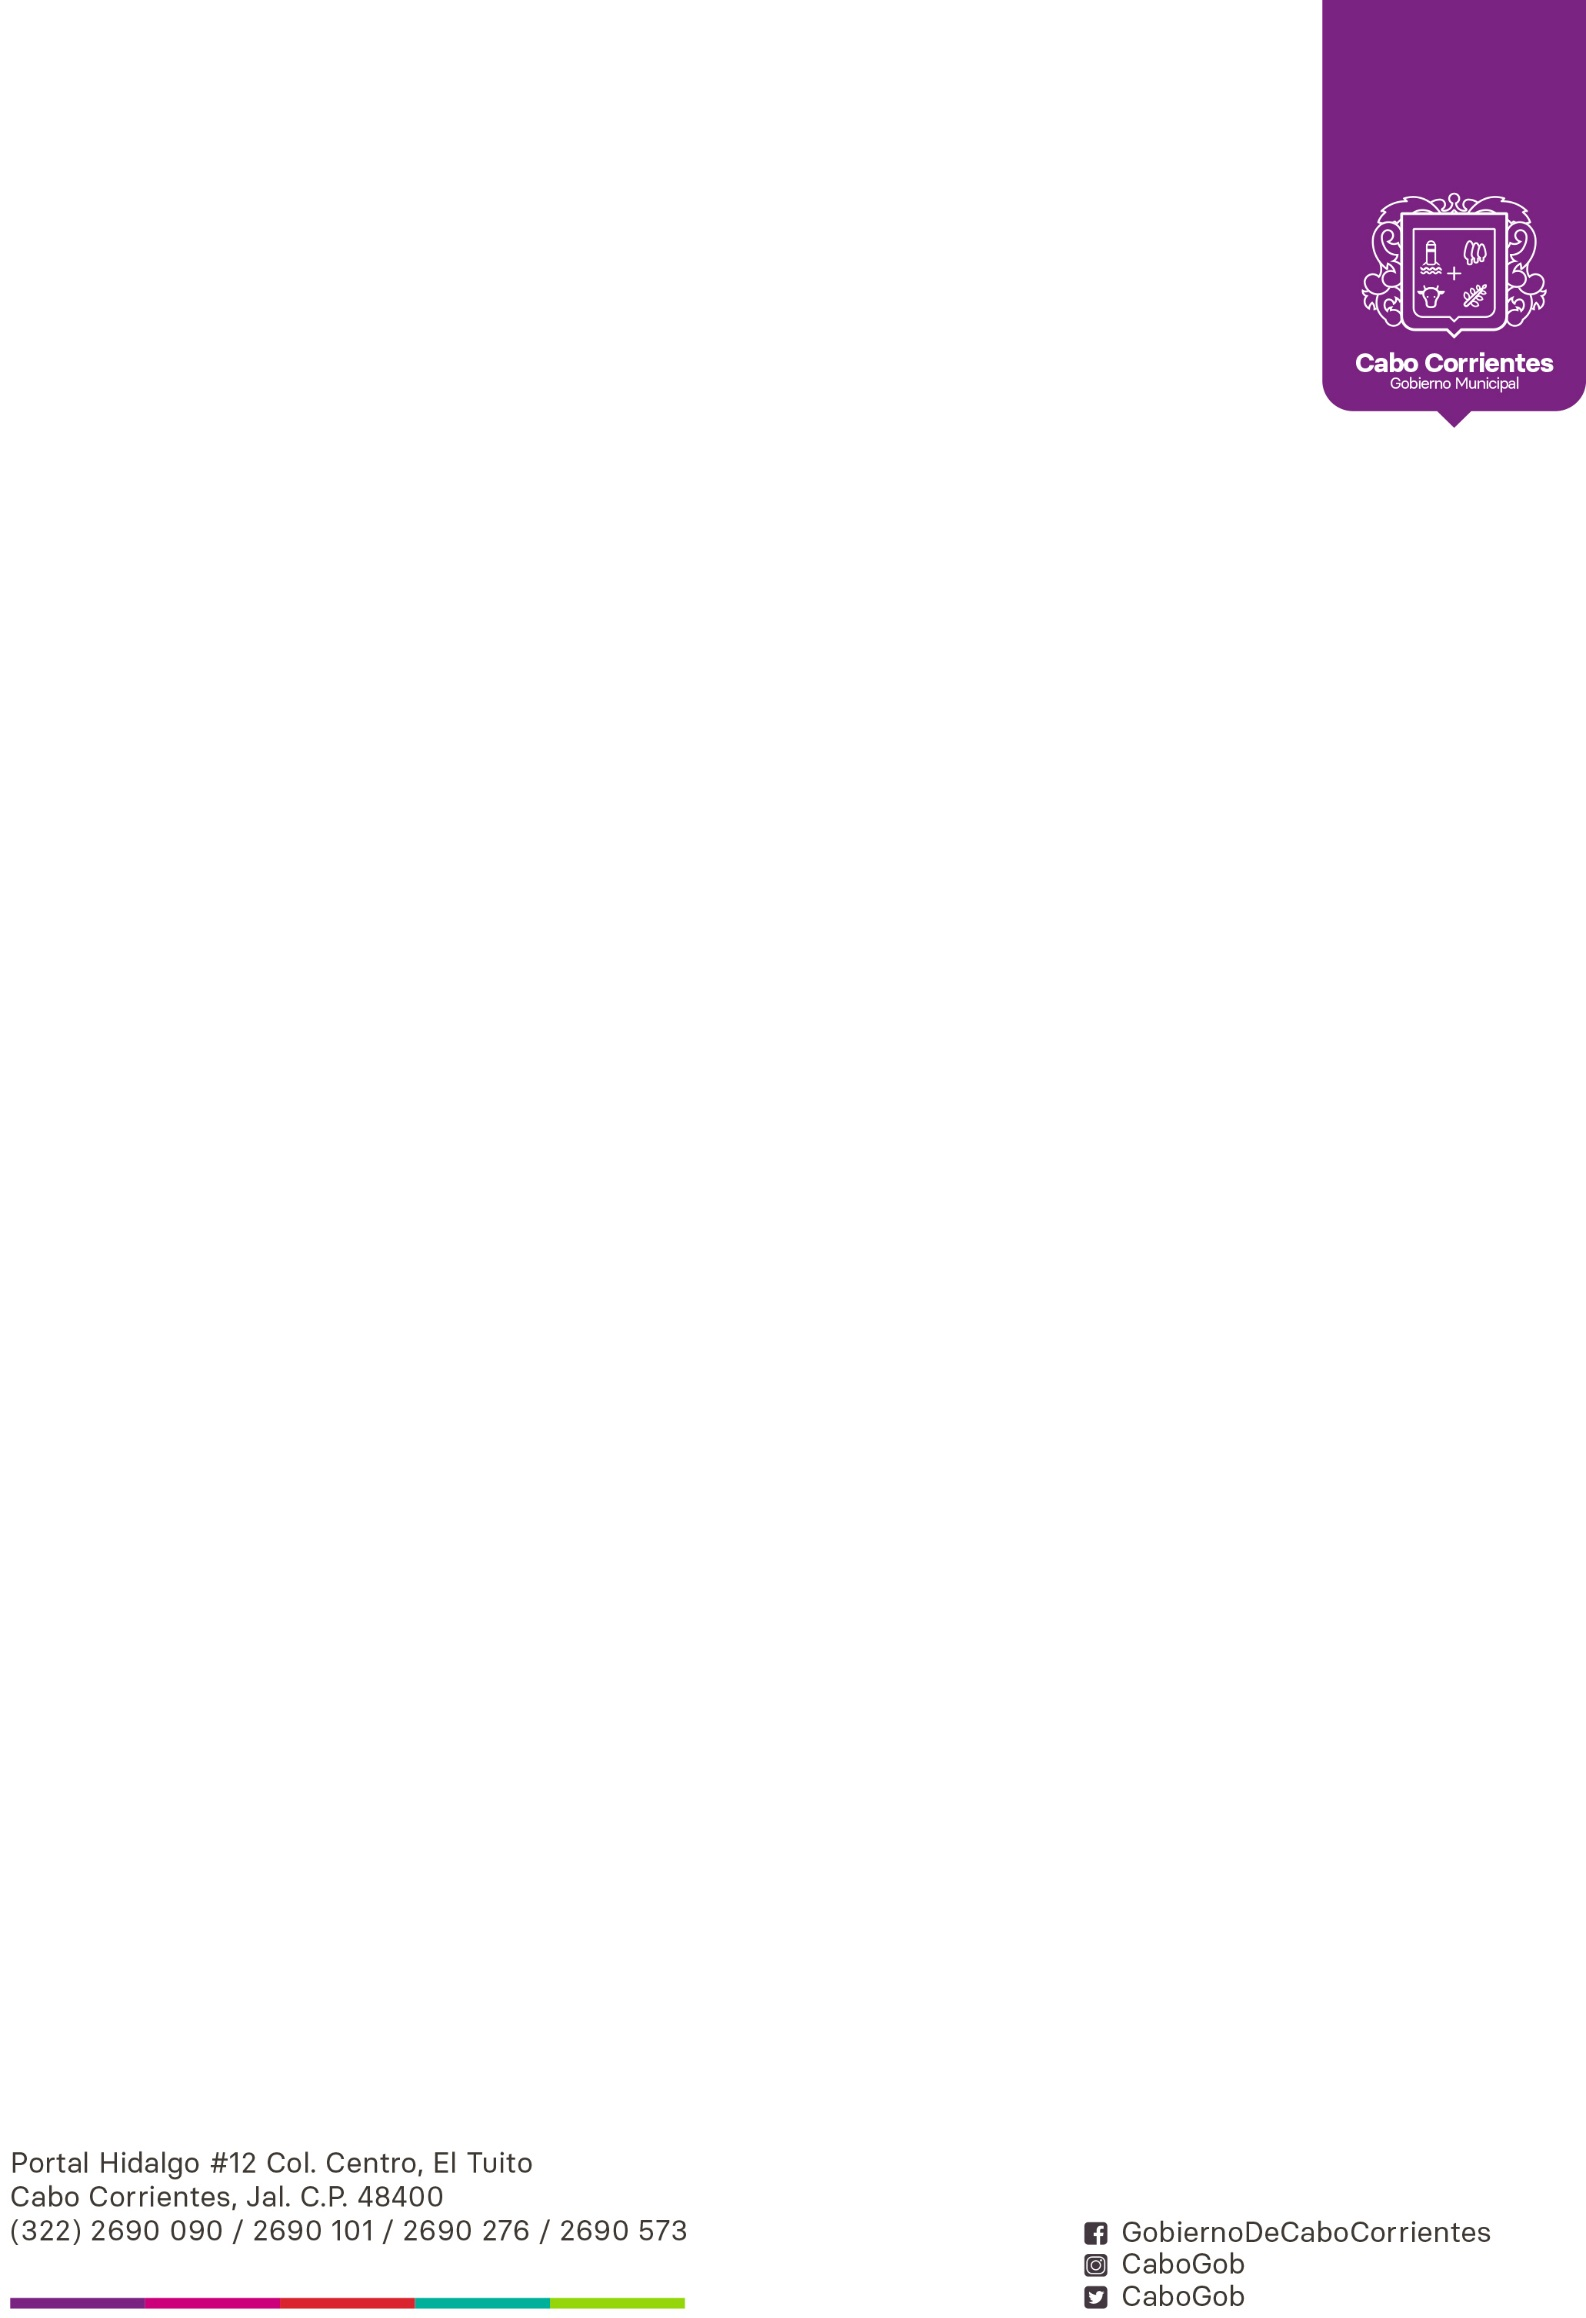 Cabo Corrientes
Gobierno Municipal
Portal Hidalgo #12 Col. Centro, El Tuito
Cabo Corrientes, Jal. C.P. 48400
(322) 2690 090 / 2690 101 / 2690 276 / 2690 573
GobiernoDeCaboCorrientes
CaboGob
CaboGob